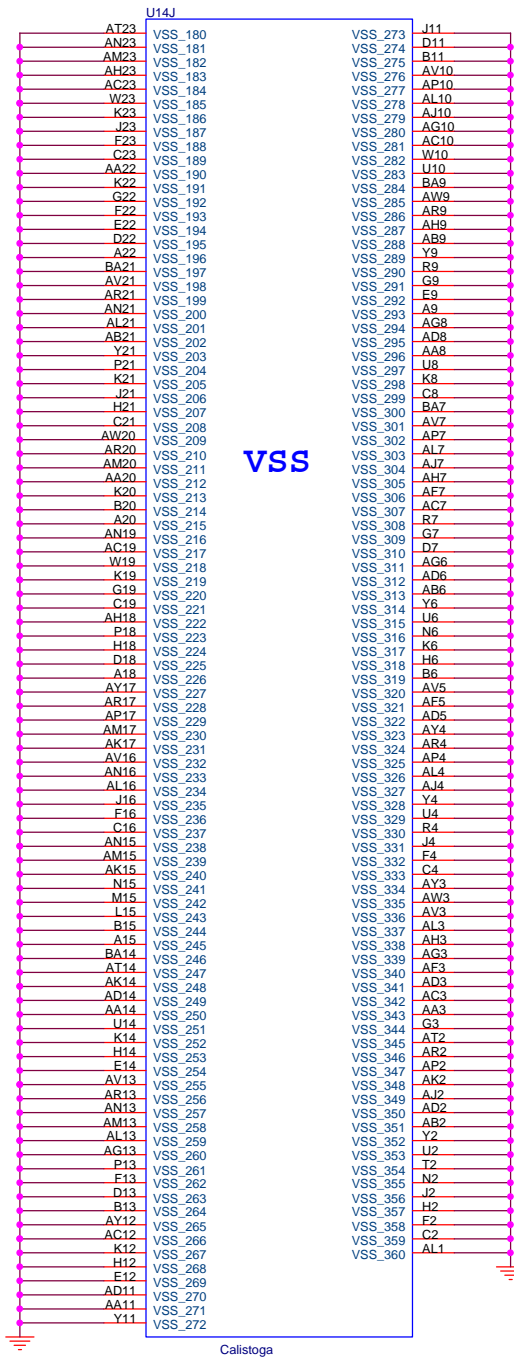 U14J
AT23 VSS_180 VSS_273 J11
AN23 VSS_181 VSS_274 D11
AM23 VSS_182 VSS_275 B11
AH23 VSS_183 VSS_276 AV10
AC23 VSS_184 VSS_277 AP10
W23 VSS_185 VSS_278 AL10
K23 VSS_186 VSS_279 AJ10
J23 VSS_187 VSS_280 AG10
F23 VSS_188 VSS_281 AC10
C23 VSS_189 VSS_282 W10
AA22 VSS_190 VSS_283 U10
K22 VSS_191 VSS_284 BA9
G22 VSS_192 VSS_285 AW9
F22 VSS_193 VSS_286 AR9
E22 VSS_194 VSS_287 AH9
D22 VSS_195 VSS_288 AB9
A22 VSS_196 VSS_289 Y9
BA21 VSS_197 VSS_290 R9
AV21 VSS_198 VSS_291 G9
AR21 VSS_199 VSS_292 E9
AN21 VSS_200 VSS_293 A9
AL21 VSS_201 VSS_294 AG8
AB21 VSS_202 VSS_295 AD8
Y21 VSS_203 VSS_296 AA8
P21 VSS_204 VSS_297 U8
K21 VSS_205 VSS_298 K8
J21 VSS_206 VSS_299 C8
H21 VSS_207 VSS_300 BA7
C21 VSS_208 VSS_301 AV7
AW20 VSS_209 VSS_302 AP7
AR20 VSS_210 VSS_303 AL7
VSS
AM20 VSS_211 VSS_304 AJ7
AA20 VSS_212 VSS_305 AH7
K20 VSS_213 VSS_306 AF7
B20 VSS_214 VSS_307 AC7
A20 VSS_215 VSS_308 R7
AN19 VSS_216 VSS_309 G7
AC19 VSS_217 VSS_310 D7
W19 VSS_218 VSS_311 AG6
K19 VSS_219 VSS_312 AD6
G19 VSS_220 VSS_313 AB6
C19 VSS_221 VSS_314 Y6
AH18 VSS_222 VSS_315 U6
P18 VSS_223 VSS_316 N6
H18 VSS_224 VSS_317 K6
D18 VSS_225 VSS_318 H6
A18 VSS_226 VSS_319 B6
AY17 VSS_227 VSS_320 AV5
AR17 VSS_228 VSS_321 AF5
AP17 VSS_229 VSS_322 AD5
AM17 VSS_230 VSS_323 AY4
AK17 VSS_231 VSS_324 AR4
AV16 VSS_232 VSS_325 AP4
AN16 VSS_233 VSS_326 AL4
AL16 VSS_234 VSS_327 AJ4
J16 VSS_235 VSS_328 Y4
F16 VSS_236 VSS_329 U4
C16 VSS_237 VSS_330 R4
AN15 VSS_238 VSS_331 J4
AM15 VSS_239 VSS_332 F4
AK15 VSS_240 VSS_333 C4
N15 VSS_241 VSS_334 AY3
M15 VSS_242 VSS_335 AW3
L15 VSS_243 VSS_336 AV3
B15 VSS_244 VSS_337 AL3
A15 VSS_245 VSS_338 AH3
BA14 VSS_246 VSS_339 AG3
AT14 VSS_247 VSS_340 AF3
AK14 VSS_248 VSS_341 AD3
AD14 VSS_249 VSS_342 AC3
AA14 VSS_250 VSS_343 AA3
U14 VSS_251 VSS_344 G3
K14 VSS_252 VSS_345 AT2
H14 VSS_253 VSS_346 AR2
E14 VSS_254 VSS_347 AP2
AV13 VSS_255 VSS_348 AK2
AR13 VSS_256 VSS_349 AJ2
AN13 VSS_257 VSS_350 AD2
AM13 VSS_258 VSS_351 AB2
AL13 VSS_259 VSS_352 Y2
AG13 VSS_260 VSS_353 U2
P13 VSS_261 VSS_354 T2
F13 VSS_262 VSS_355 N2
D13 VSS_263 VSS_356 J2
B13 VSS_264 VSS_357 H2
AY12 VSS_265 VSS_358 F2
AC12 VSS_266 VSS_359 C2
K12 VSS_267 VSS_360 AL1
H12 VSS_268
E12 VSS_269
AD11 VSS_270
AA11 VSS_271
Y11 VSS_272
Calistoga